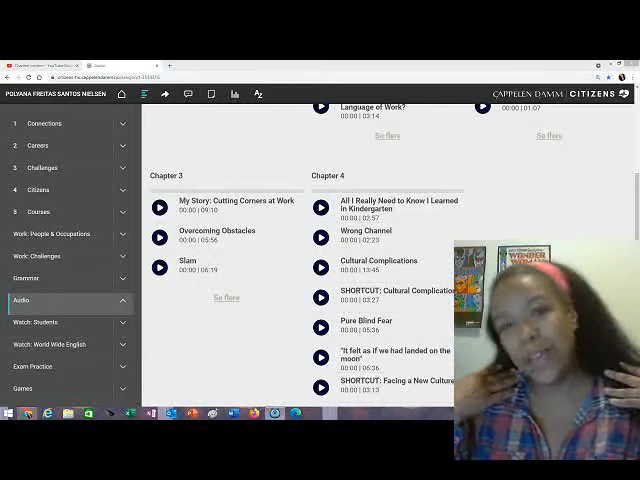 Channel content - YouTube Stu
Audio
POLYANA FREITAS SANTOS NIELSEN
CAPPELEN DAMM | CITIZENS
1 Connections
2 Careers
3 Challenges
4 Citizens
5 Courses
Work: People & Occupations
Work: Challenges
Grammar
Audio
Watch: Students
Watch: World Wide English
Exam Practice
Games
Language of Work?
00:00 | 03:14
Se flere
00:00 | 01:07
Se flere
Chapter 3
My Story: Cutting Corners at Work
00:00 | 09:10
Overcoming Obstacles
00:00 | 05:56
Slam
00:00 | 06:19
Se flere
Chapter 4
All I Really Need to Know I Learned
in Kindergarten
00:00 | 02:57
Wrong Channel
00:00 | 02:23
Cultural Complications
00:00 | 13:45
SHORTCUT: Cultural Complication
00:00 | 03:27
Pure Blind Fear
00:00 | 05:36
"It felt as if we had landed on the
moon"
00:00 | 06:36
SHORTCUT: Facing a New Culture
00:00 | 03:13
WONDER